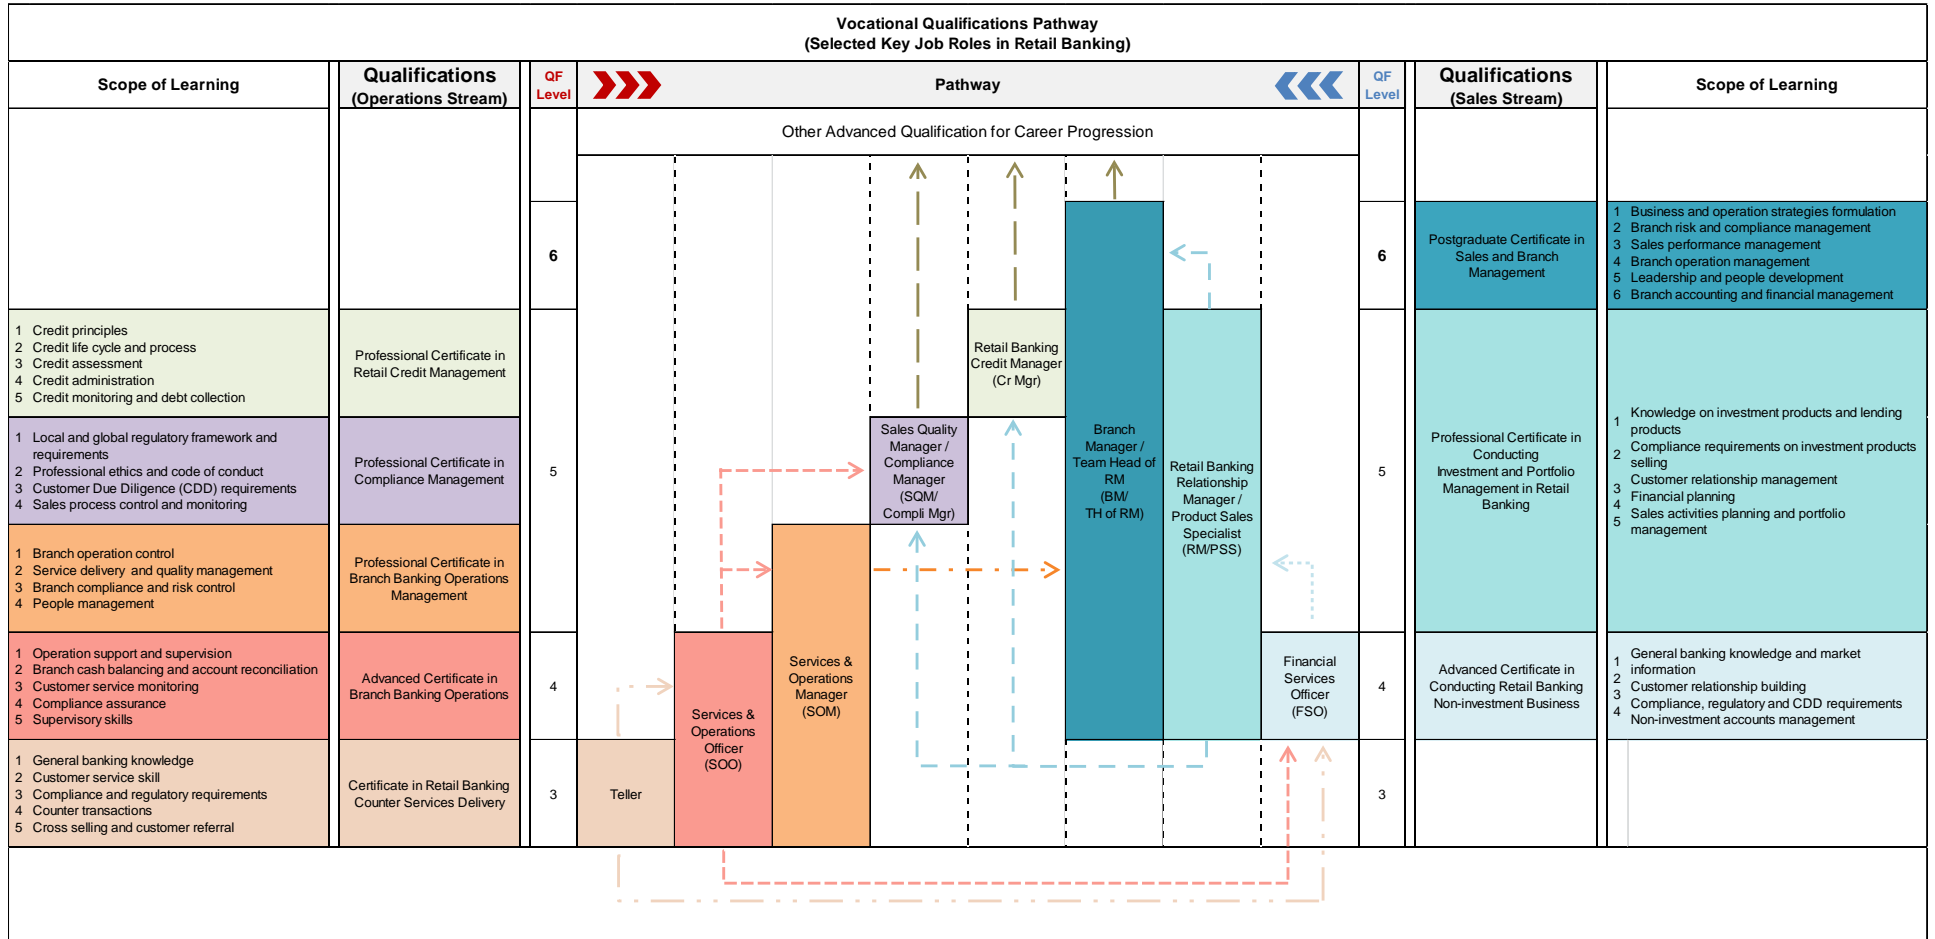 Vocational Qualifications Pathway
(Selected Key Job Roles in Retail Banking)
Scope of Learning
Qualifications
(Operations Stream)
QF
Level
Pathway
QF
Level
Qualifications
(Sales Stream)
Scope of Learning
Other Advanced Qualification for Career Progression
6
6
Postgraduate Certificate in
Sales and Branch
Management
1 Business and operation strategies formulation
2 Branch risk and compliance management
3 Sales performance management
4 Branch operation management
5 Leadership and people development
6 Branch accounting and financial management
1 Credit principles
2 Credit life cycle and process
3 Credit assessment
4 Credit administration
5 Credit monitoring and debt collection
Professional Certificate in
Retail Credit Management
Retail Banking
Credit Manager
(Cr Mgr)
1 Local and global regulatory framework and
requirements
2 Professional ethics and code of conduct
3 Customer Due Diligence (CDD) requirements
4 Sales process control and monitoring
Professional Certificate in
Compliance Management
5
Sales Quality
Manager /
Compliance
Manager
(SQM/
Compli Mgr)
Branch
Manager /
Team Head of
RM
(BM/
TH of RM)
Retail Banking
Relationship
Manager /
Product Sales
Specialist
(RM/PSS)
5
Professional Certificate in
Conducting
Investment and Portfolio
Management in Retail
Banking
1 Knowledge on investment products and lending
products
2 Compliance requirements on investment products
selling
3 Customer relationship management
4 Financial planning
5 Sales activities planning and portfolio
management
1 Branch operation control
2 Service delivery and quality management
3 Branch compliance and risk control
4 People management
Professional Certificate in
Branch Banking Operations
Management
1 Operation support and supervision
2 Branch cash balancing and account reconciliation
3 Customer service monitoring
4 Compliance assurance
5 Supervisory skills
Advanced Certificate in
Branch Banking Operations
4
Services &
Operations
Officer
(SOO)
Services &
Operations
Manager
(SOM)
Financial
Services
Officer
(FSO)
4
Advanced Certificate in
Conducting Retail Banking
Non-investment Business
1 General banking knowledge and market
information
2 Customer relationship building
3 Compliance, regulatory and CDD requirements
4 Non-investment accounts management
1 General banking knowledge
2 Customer service skill
3 Compliance and regulatory requirements
4 Counter transactions
5 Cross selling and customer referral
Certificate in Retail Banking
Counter Services Delivery
3
Teller
3